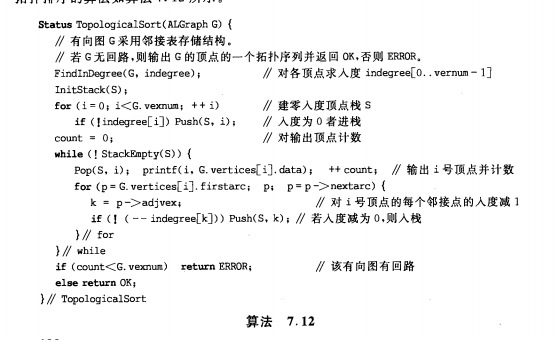 Status TopologicalSort(ALGraph G) {
// 有向图 G 采用邻接表存储结构。
// 若 G 无回路,则输出 G 的顶点的一个拓扑序列并返回 OK,否则 ERROR。
FindInDegree(G, indegree); // 对各顶点求入度 indegree[0..vernum-1]
InitStack(S);
for (i=0; i<G.vexnum; ++i) // 建零入度顶点栈 S
if (!indegree[i]) Push(S, i); // 入度为 0 者进栈
count = 0; // 对输出顶点计数
while (! StackEmpty(S)) {
Pop(S, i); printf(i, G.vertices[i].data); ++count; // 输出 i 号顶点并计数
for (p=G.vertices[i].firstarc; p; p=p->nextarc) {
k = p->adjvex; // 对 i 号顶点的每个邻接点的入度减 1
if (! (--indegree[k])) Push(S, k); // 若入度减为 0,则入栈
}// for
}// while
if (count<G.vexnum) return ERROR; // 该有向图有回路
else return OK;
}// TopologicalSort
算法 7.12